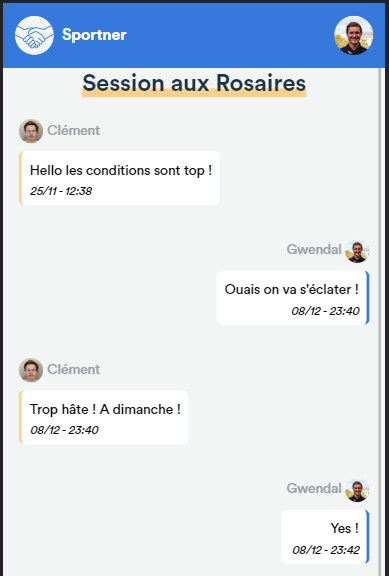 Sportner
Session aux Rosaires
Clément
Hello les conditions sont top !
25/11 - 12:38
Gwendal
Ouais on va s'éclater !
08/12 - 23:40
Clément
Trop hâte ! A dimanche !
08/12 - 23:40
Gwendal
Yes !
08/12 - 23:42